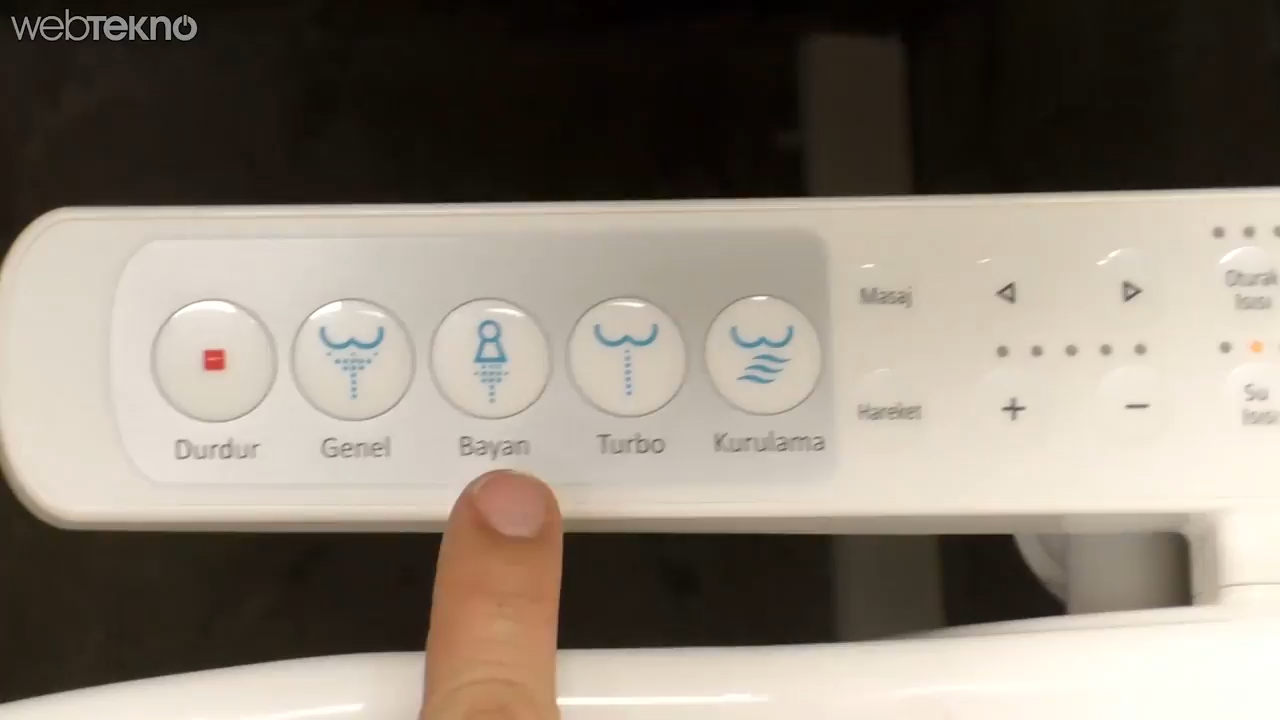 webTEKNO
Durdur
Genel
Bayan
Turbo
Kurulama
Masaj
Hareket
+
−
Oturak
Isısı
Su
Isısı